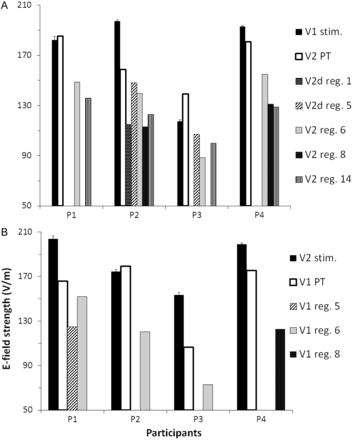 A
210
170
130
90
50
P1 P2 P3 P4
V1 stim.
V2 PT
V2d reg. 1
V2d reg. 5
V2 reg. 6
V2 reg. 8
V2 reg. 14
B
E-field strength (V/m)
210
170
130
90
50
P1 P2 P3 P4
Participants
V2 stim.
V1 PT
V1 reg. 5
V1 reg. 6
V1 reg. 8